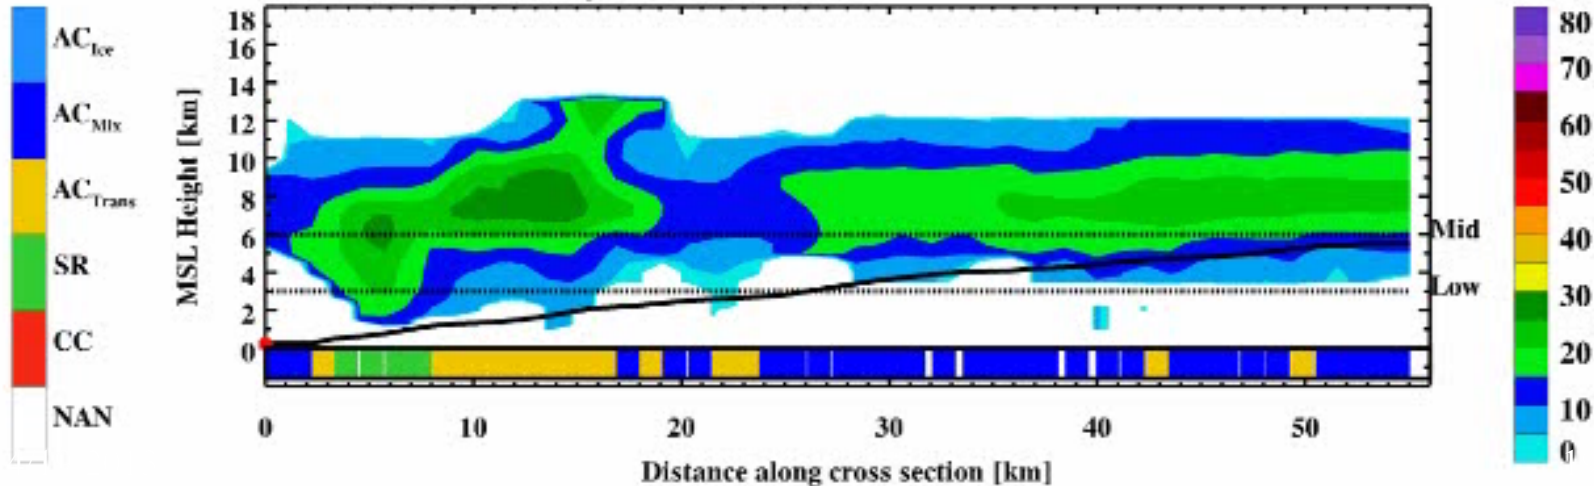 AC_Ice
AC_Mix
AC_Trans
SR
CC
NAN
MSL Height [km]
18
16
14
12
10
8
6
4
2
0
Mid
Low
0 10 20 30 40 50
Distance along cross section [km]
80
70
60
50
40
30
20
10
0